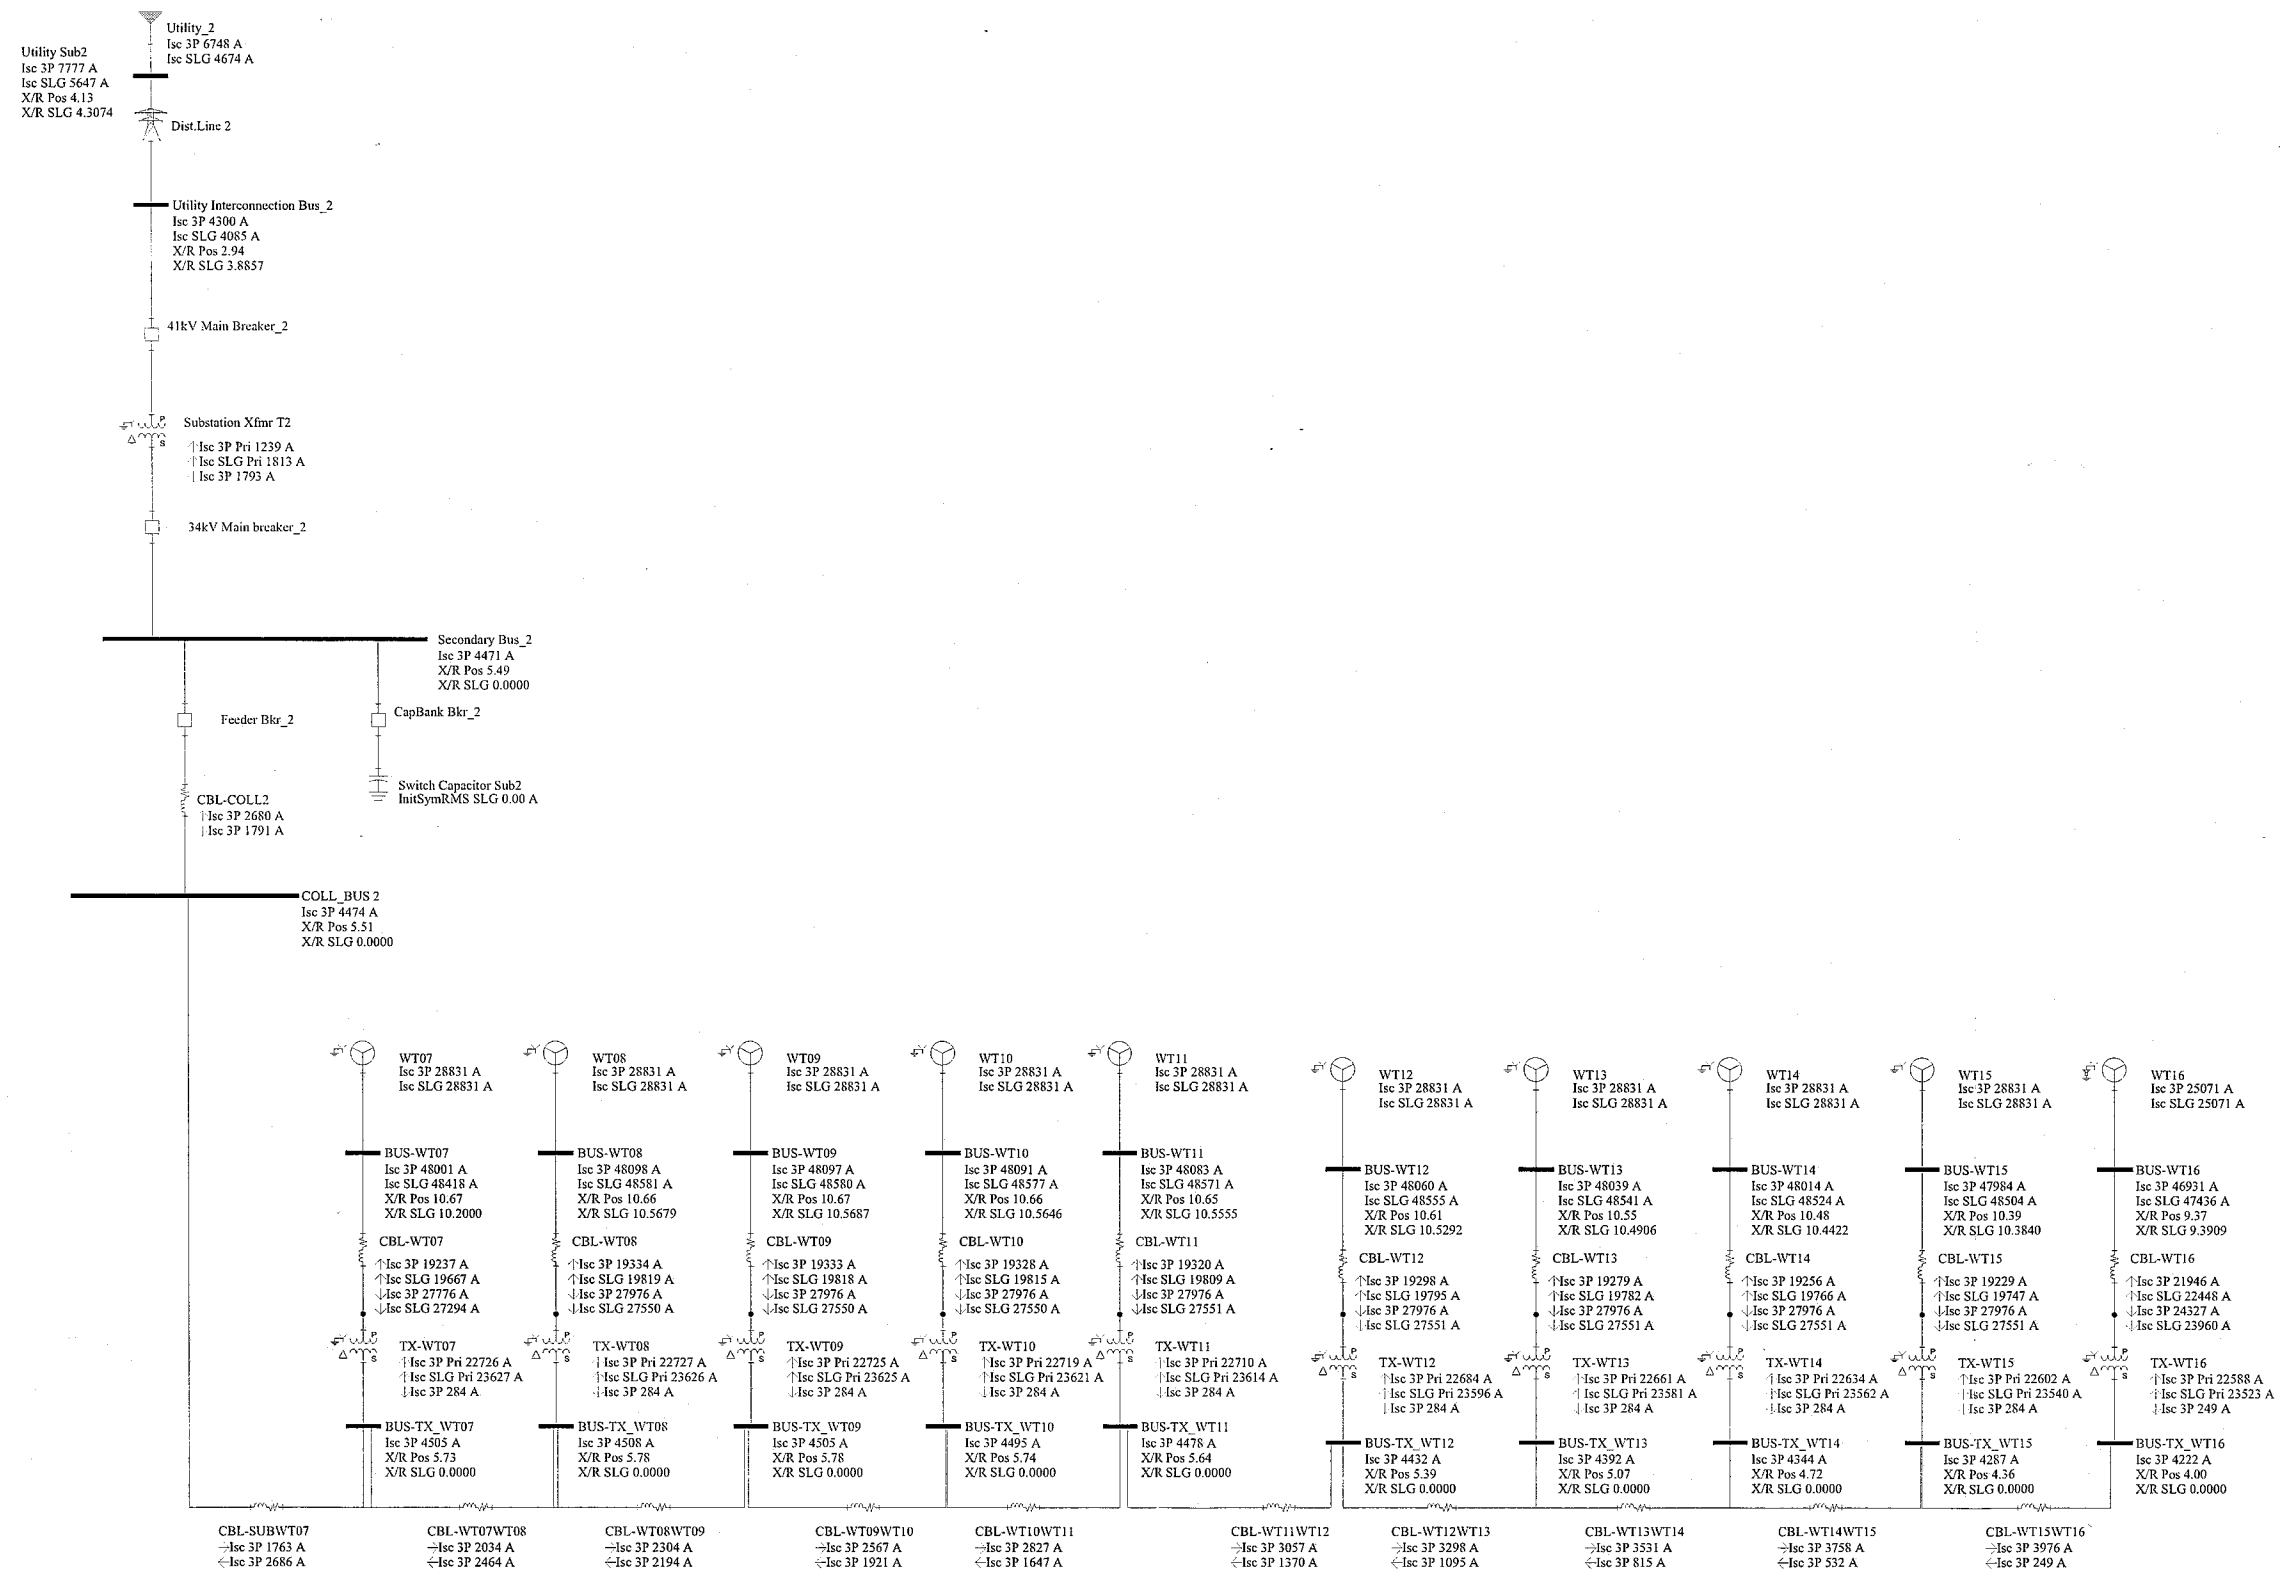 Utility_2
Isc 3P 6748 A
Isc SLG 4674 A
Utility Sub2
Isc 3P 7777 A
Isc SLG 5647 A
X/R Pos 4.13
X/R SLG 4.3074
Dist.Line 2
Utility Interconnection Bus_2
Isc 3P 4300 A
Isc SLG 4085 A
X/R Pos 2.94
X/R SLG 3.8857
41kV Main Breaker_2
P
S
Substation Xfmr T2
↑Isc 3P Pri 1239 A
↑Isc SLG Pri 1813 A
↓Isc 3P 1793 A
34kV Main breaker_2
Secondary Bus_2
Isc 3P 4471 A
X/R Pos 5.49
X/R SLG 0.0000
Feeder Bkr_2
CapBank Bkr_2
Switch Capacitor Sub2
InitSymRMS SLG 0.00 A
CBL-COLL2
↑Isc 3P 2680 A
↓Isc 3P 1791 A
COLL_BUS 2
Isc 3P 4474 A
X/R Pos 5.51
X/R SLG 0.0000
WT07
Isc 3P 28831 A
Isc SLG 28831 A
BUS-WT07
Isc 3P 48001 A
Isc SLG 48418 A
X/R Pos 10.67
X/R SLG 10.2000
CBL-WT07
↑Isc 3P 19237 A
↑Isc SLG 19667 A
↓Isc 3P 27776 A
↓Isc SLG 27294 A
P
S
TX-WT07
↑Isc 3P Pri 22726 A
↑Isc SLG Pri 23627 A
↓Isc 3P 284 A
BUS-TX_WT07
Isc 3P 4505 A
X/R Pos 5.73
X/R SLG 0.0000
WT08
Isc 3P 28831 A
Isc SLG 28831 A
BUS-WT08
Isc 3P 48098 A
Isc SLG 48581 A
X/R Pos 10.66
X/R SLG 10.5679
CBL-WT08
↑Isc 3P 19334 A
↑Isc SLG 19819 A
↓Isc 3P 27976 A
↓Isc SLG 27550 A
P
S
TX-WT08
↑Isc 3P Pri 22727 A
↑Isc SLG Pri 23626 A
↓Isc 3P 284 A
BUS-TX_WT08
Isc 3P 4508 A
X/R Pos 5.78
X/R SLG 0.0000
WT09
Isc 3P 28831 A
Isc SLG 28831 A
BUS-WT09
Isc 3P 48097 A
Isc SLG 48580 A
X/R Pos 10.67
X/R SLG 10.5687
CBL-WT09
↑Isc 3P 19333 A
↑Isc SLG 19818 A
↓Isc 3P 27976 A
↓Isc SLG 27550 A
P
S
TX-WT09
↑Isc 3P Pri 22725 A
↑Isc SLG Pri 23625 A
↓Isc 3P 284 A
BUS-TX_WT09
Isc 3P 4505 A
X/R Pos 5.78
X/R SLG 0.0000
WT10
Isc 3P 28831 A
Isc SLG 28831 A
BUS-WT10
Isc 3P 48091 A
Isc SLG 48577 A
X/R Pos 10.66
X/R SLG 10.5646
CBL-WT10
↑Isc 3P 19328 A
↑Isc SLG 19815 A
↓Isc 3P 27976 A
↓Isc SLG 27550 A
P
S
TX-WT10
↑Isc 3P Pri 22719 A
↑Isc SLG Pri 23621 A
↓Isc 3P 284 A
BUS-TX_WT10
Isc 3P 4495 A
X/R Pos 5.74
X/R SLG 0.0000
WT11
Isc 3P 28831 A
Isc SLG 28831 A
BUS-WT11
Isc 3P 48083 A
Isc SLG 48571 A
X/R Pos 10.65
X/R SLG 10.5555
CBL-WT11
↑Isc 3P 19320 A
↑Isc SLG 19809 A
↓Isc 3P 27976 A
↓Isc SLG 27551 A
P
S
TX-WT11
↑Isc 3P Pri 22710 A
↑Isc SLG Pri 23614 A
↓Isc 3P 284 A
BUS-TX_WT11
Isc 3P 4478 A
X/R Pos 5.64
X/R SLG 0.0000
WT12
Isc 3P 28831 A
Isc SLG 28831 A
BUS-WT12
Isc 3P 48060 A
Isc SLG 48555 A
X/R Pos 10.61
X/R SLG 10.5292
CBL-WT12
↑Isc 3P 19298 A
↑Isc SLG 19795 A
↓Isc 3P 27976 A
↓Isc SLG 27551 A
P
S
TX-WT12
↑Isc 3P Pri 22684 A
↑Isc SLG Pri 23596 A
↓Isc 3P 284 A
BUS-TX_WT12
Isc 3P 4432 A
X/R Pos 5.39
X/R SLG 0.0000
WT13
Isc 3P 28831 A
Isc SLG 28831 A
BUS-WT13
Isc 3P 48039 A
Isc SLG 48541 A
X/R Pos 10.55
X/R SLG 10.4906
CBL-WT13
↑Isc 3P 19279 A
↑Isc SLG 19782 A
↓Isc 3P 27976 A
↓Isc SLG 27551 A
P
S
TX-WT13
↑Isc 3P Pri 22661 A
↑Isc SLG Pri 23581 A
↓Isc 3P 284 A
BUS-TX_WT13
Isc 3P 4392 A
X/R Pos 5.07
X/R SLG 0.0000
WT14
Isc 3P 28831 A
Isc SLG 28831 A
BUS-WT14
Isc 3P 48014 A
Isc SLG 48524 A
X/R Pos 10.48
X/R SLG 10.4422
CBL-WT14
↑Isc 3P 19256 A
↑Isc SLG 19766 A
↓Isc 3P 27976 A
↓Isc SLG 27551 A
P
S
TX-WT14
↑Isc 3P Pri 22634 A
↑Isc SLG Pri 23562 A
↓Isc 3P 284 A
BUS-TX_WT14
Isc 3P 4344 A
X/R Pos 4.72
X/R SLG 0.0000
WT15
Isc 3P 28831 A
Isc SLG 28831 A
BUS-WT15
Isc 3P 47984 A
Isc SLG 48504 A
X/R Pos 10.39
X/R SLG 10.3840
CBL-WT15
↑Isc 3P 19229 A
↑Isc SLG 19747 A
↓Isc 3P 27976 A
↓Isc SLG 27551 A
P
S
TX-WT15
↑Isc 3P Pri 22602 A
↑Isc SLG Pri 23540 A
↓Isc 3P 284 A
BUS-TX_WT15
Isc 3P 4287 A
X/R Pos 4.36
X/R SLG 0.0000
WT16
Isc 3P 25071 A
Isc SLG 25071 A
BUS-WT16
Isc 3P 46931 A
Isc SLG 47436 A
X/R Pos 9.37
X/R SLG 9.3909
CBL-WT16
↑Isc 3P 21946 A
↑Isc SLG 22448 A
↓Isc 3P 24327 A
↓Isc SLG 23960 A
P
S
TX-WT16
↑Isc 3P Pri 22588 A
↑Isc SLG Pri 23523 A
↓Isc 3P 249 A
BUS-TX_WT16
Isc 3P 4222 A
X/R Pos 4.00
X/R SLG 0.0000
CBL-SUBWT07
→Isc 3P 1763 A
←Isc 3P 2686 A
CBL-WT07WT08
→Isc 3P 2034 A
←Isc 3P 2464 A
CBL-WT08WT09
→Isc 3P 2304 A
←Isc 3P 2194 A
CBL-WT09WT10
→Isc 3P 2567 A
←Isc 3P 1921 A
CBL-WT10WT11
→Isc 3P 2827 A
←Isc 3P 1647 A
CBL-WT11WT12
→Isc 3P 3057 A
←Isc 3P 1370 A
CBL-WT12WT13
→Isc 3P 3298 A
←Isc 3P 1095 A
CBL-WT13WT14
→Isc 3P 3531 A
←Isc 3P 815 A
CBL-WT14WT15
→Isc 3P 3758 A
←Isc 3P 532 A
CBL-WT15WT16
→Isc 3P 3976 A
←Isc 3P 249 A